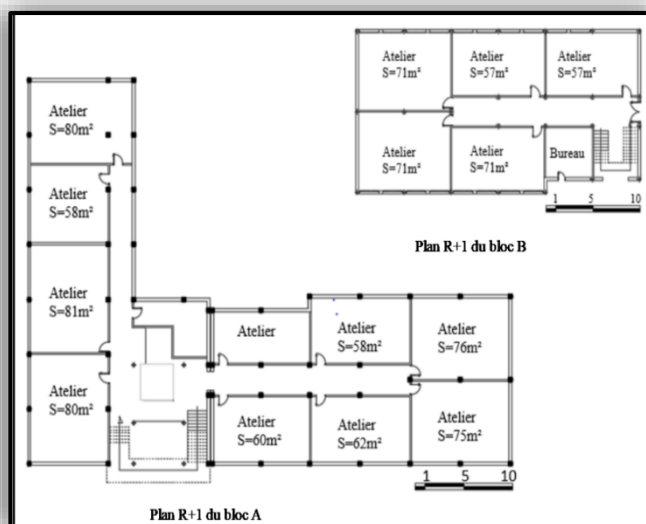 Atelier
S=71m²
Atelier
S=57m²
Atelier
S=57m²
Atelier
S=71m²
Atelier
S=71m²
Bureau
1 5 10
Plan R+1 du bloc B
Atelier
S=80m²
Atelier
S=58m²
Atelier
S=81m²
Atelier
S=80m²
Atelier
Atelier
S=58m²
Atelier
S=76m²
Atelier
S=60m²
Atelier
S=62m²
Atelier
S=75m²
1 5 10
Plan R+1 du bloc A